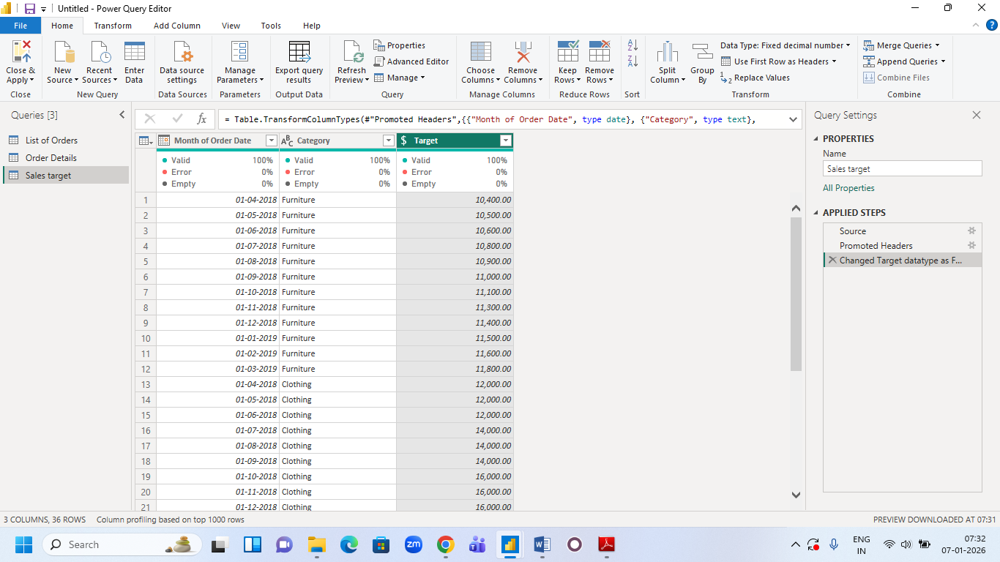 Untitled - Power Query Editor
File Home Transform Add Column View Tools Help
Close & Apply
New Source
Recent Sources
Enter Data
Data source settings
Manage Parameters
Export query results
Refresh Preview
Properties
Advanced Editor
Manage
Choose Columns
Remove Columns
Keep Rows
Remove Rows
Split Column
Group By
Data Type: Fixed decimal number
Use First Row as Headers
Replace Values
Merge Queries
Append Queries
Combine Files
Close New Query Data Sources Parameters Output Data Query Manage Columns Reduce Rows Sort Transform Combine
Queries [3]
List of Orders
Order Details
Sales target
fx = Table.TransformColumnTypes(#"Promoted Headers",{{"Month of Order Date", type date}, {"Category", type text},
Month of Order Date ABC Category $ Target
Valid 100% Valid 100% Valid 100%
Error 0% Error 0% Error 0%
Empty 0% Empty 0% Empty 0%
1 01-04-2018 Furniture 10,400.00
2 01-05-2018 Furniture 10,500.00
3 01-06-2018 Furniture 10,600.00
4 01-07-2018 Furniture 10,800.00
5 01-08-2018 Furniture 10,900.00
6 01-09-2018 Furniture 11,000.00
7 01-10-2018 Furniture 11,100.00
8 01-11-2018 Furniture 11,300.00
9 01-12-2018 Furniture 11,400.00
10 01-01-2019 Furniture 11,500.00
11 01-02-2019 Furniture 11,600.00
12 01-03-2019 Furniture 11,800.00
13 01-04-2018 Clothing 12,000.00
14 01-05-2018 Clothing 12,000.00
15 01-06-2018 Clothing 12,000.00
16 01-07-2018 Clothing 14,000.00
17 01-08-2018 Clothing 14,000.00
18 01-09-2018 Clothing 14,000.00
19 01-10-2018 Clothing 16,000.00
20 01-11-2018 Clothing 16,000.00
21 01-12-2018 Clothing 16,000.00
Query Settings
PROPERTIES
Name
Sales target
All Properties
APPLIED STEPS
Source
Promoted Headers
Changed Target datatype as F...
3 COLUMNS, 36 ROWS Column profiling based on top 1000 rows
PREVIEW DOWNLOADED AT 07:31
Search
zm
ENG
IN
07:32
07-01-2026